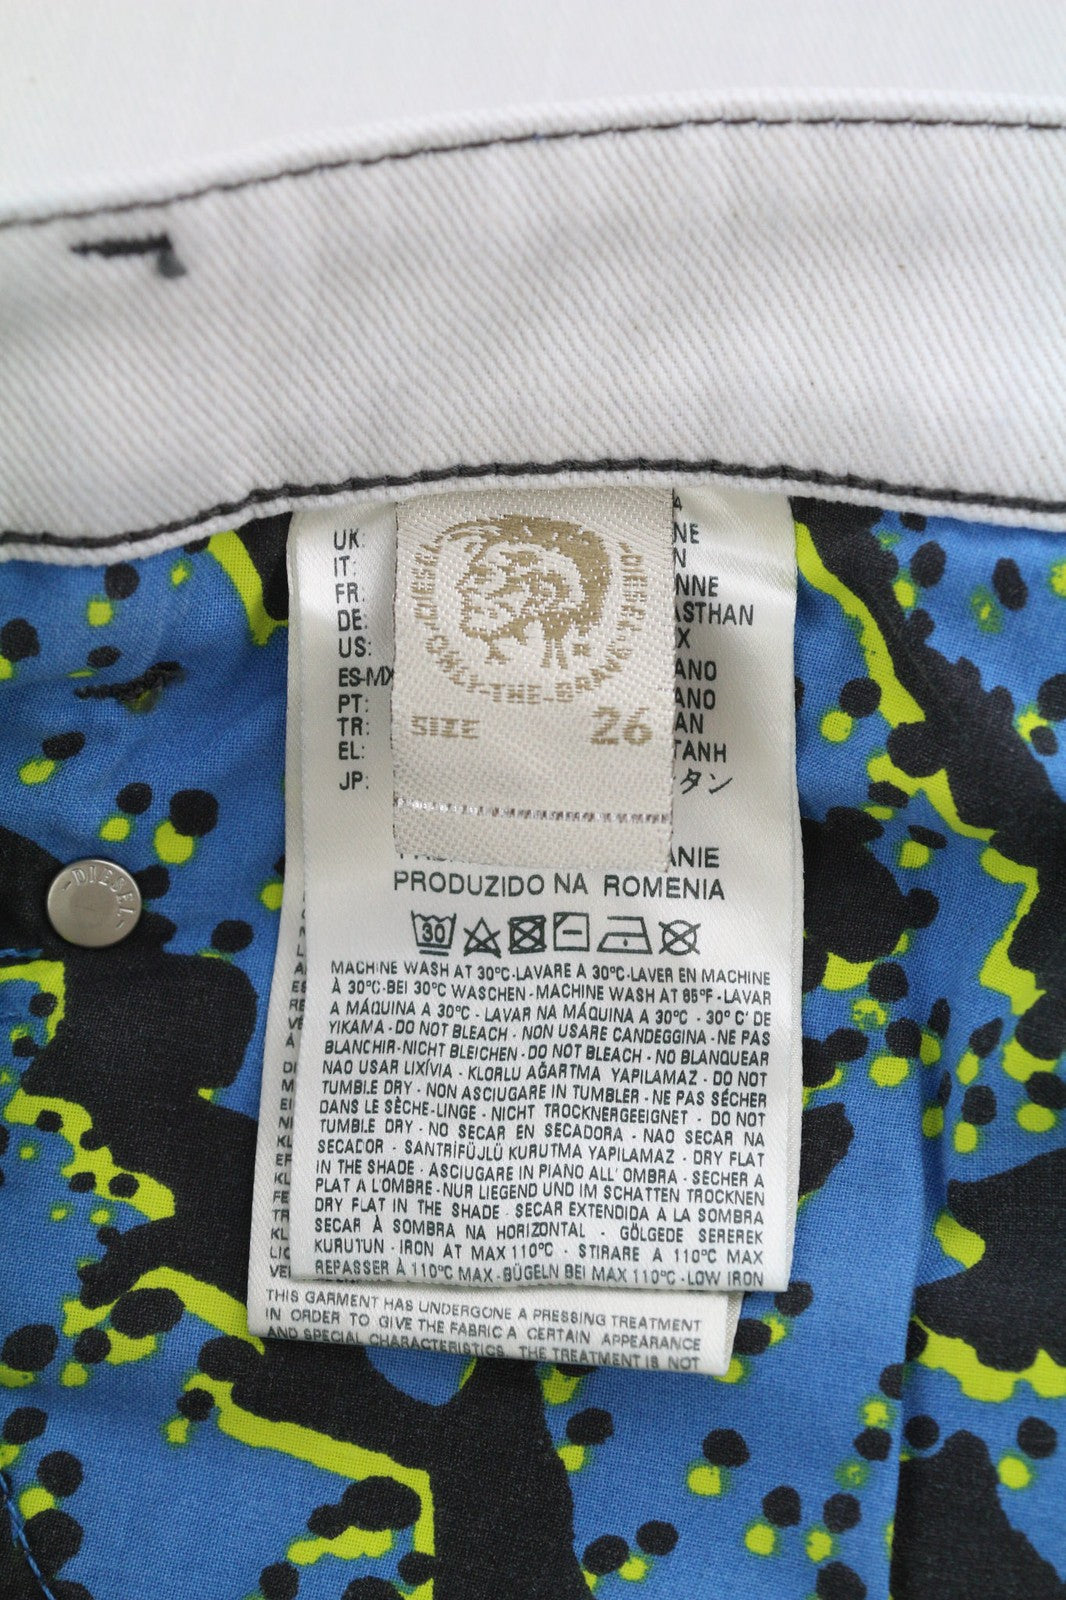 DIESEL
ONLY-THE-BRAVE
SIZE 26
UK:
IT:
FR:
DE:
US:
ES-MX
PT:
TR:
EL:
JP:
タン
PRODUZIDO NA ROMENIA
30
MACHINE WASH AT 30°C-LAVARE A 30°C-LAVER EN MACHINE
À 30°C-BEI 30°C WASCHEN - MACHINE WASH AT 85°F - LAVAR
A MÁQUINA A 30°C - LAVAR NA MÁQUINA A 30°C - 30° C' DE
YIKAMA - DO NOT BLEACH - NON USARE CANDEGGINA - NE PAS
BLANCHIR-NICHT BLEICHEN - DO NOT BLEACH - NO BLANQUEAR
NAO USAR LIXÍVIA - KLORLU AĞARTMA YAPILAMAZ - DO NOT
TUMBLE DRY - NON ASCIUGARE IN TUMBLER - NE PAS SÉCHER
DANS LE SÈCHE-LINGE - NICHT TROCKNERGEEIGNET - DO NOT
TUMBLE DRY - NO SECAR EN SECADORA - NAO SECAR NA
SECADOR - SANTRİFÜJLÜ KURUTMA YAPILAMAZ - DRY FLAT
IN THE SHADE - ASCIUGARE IN PIANO ALL' OMBRA - SECHER A
PLAT A L'OMBRE - NUR LIEGEND UND IM SCHATTEN TROCKNEN
DRY FLAT IN THE SHADE - SECAR EXTENDIDA A LA SOMBRA
SECAR À SOMBRA NA HORIZONTAL - GÖLGEDE SEREREK
KURUTUN - IRON AT MAX 110°C - STIRARE A 110°C MAX
REPASSER À 110°C MAX - BÜGELN BEI MAX 110°C - LOW IRON
THIS GARMENT HAS UNDERGONE A PRESSING TREATMENT
IN ORDER TO GIVE THE FABRIC A CERTAIN APPEARANCE
AND SPECIAL CHARACTERISTICS. THE TREATMENT IS NOT
-DIESEL-